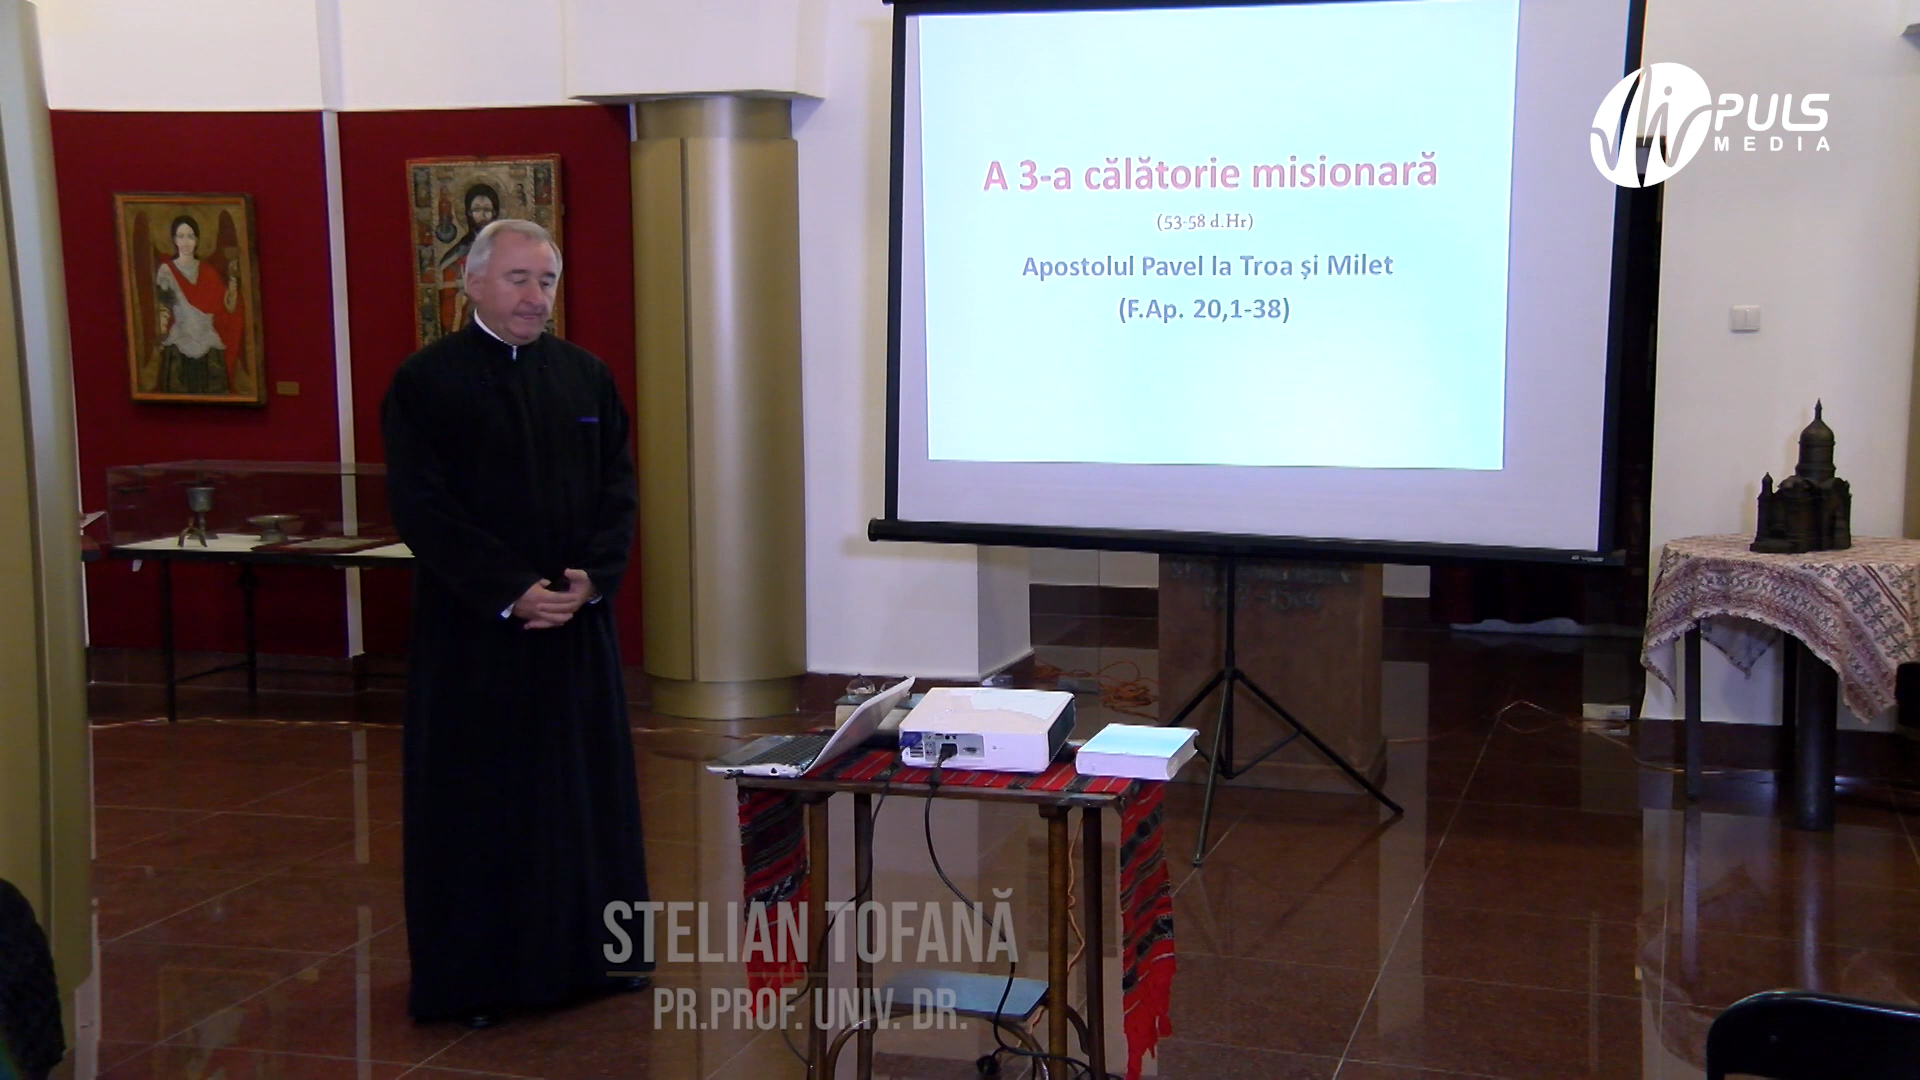 PULS
MEDIA
A 3-a călătorie misionară
(53-58 d.Hr)
Apostolul Pavel la Troa și Milet
(F.Ap. 20,1-38)
STELIAN TOFANĂ
PR.PROF. UNIV. DR.